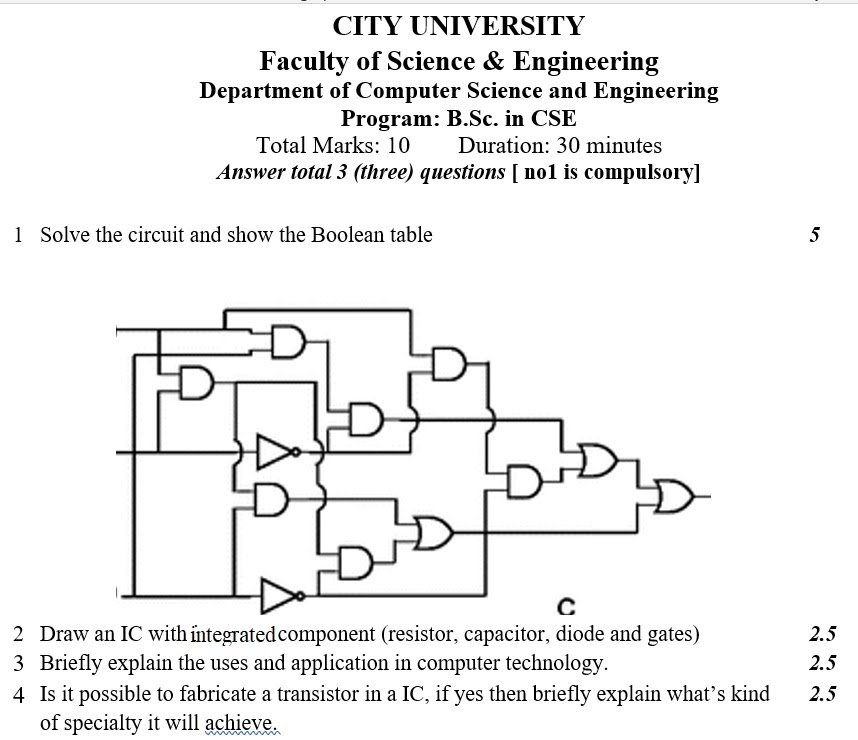 CITY UNIVERSITY
Faculty of Science & Engineering
Department of Computer Science and Engineering
Program: B.Sc. in CSE
Total Marks: 10 Duration: 30 minutes
Answer total 3 (three) questions [ no1 is compulsory]
1 Solve the circuit and show the Boolean table 5
C
2 Draw an IC with integrated component (resistor, capacitor, diode and gates) 2.5
3 Briefly explain the uses and application in computer technology. 2.5
4 Is it possible to fabricate a transistor in a IC, if yes then briefly explain what’s kind 2.5
of specialty it will achieve.